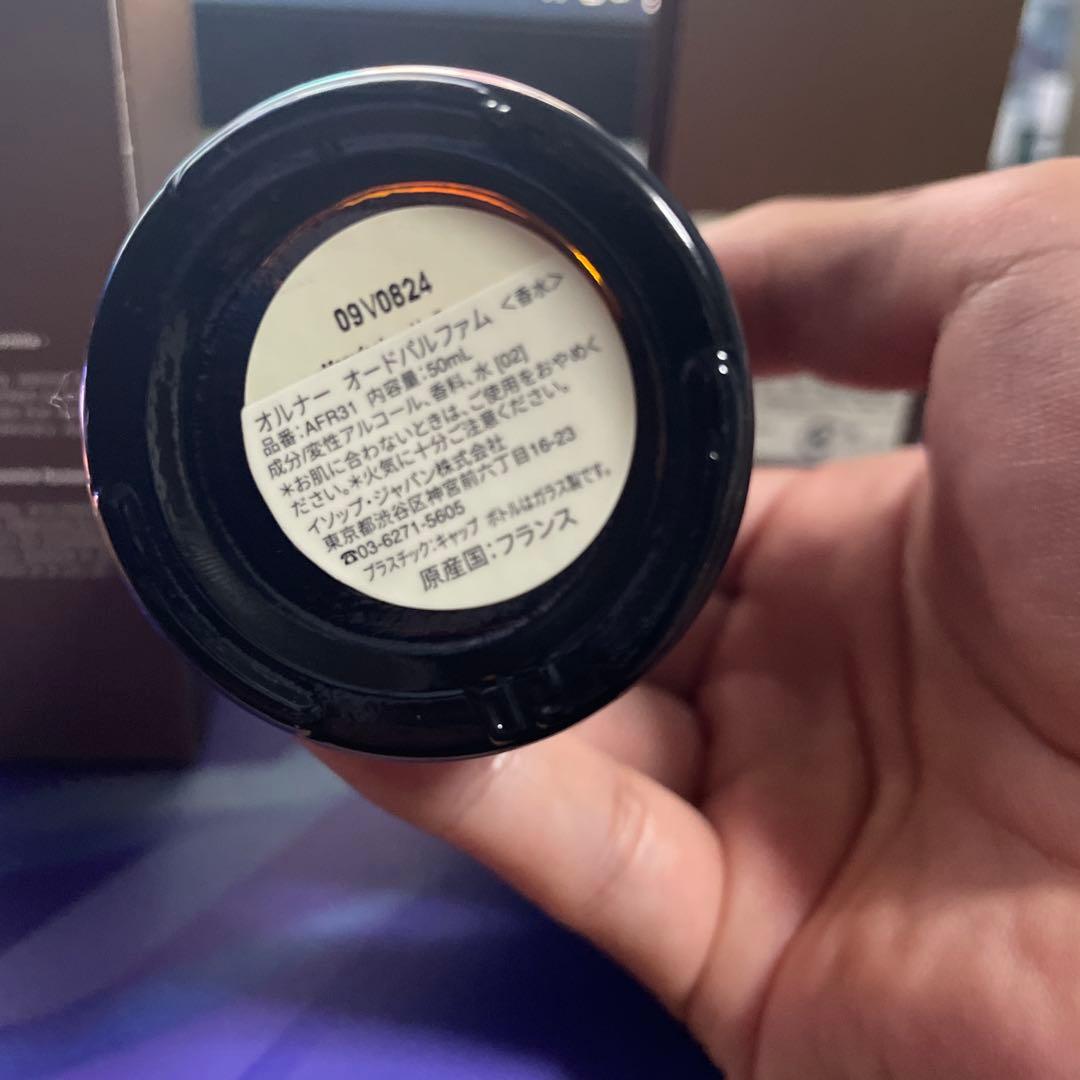 09V0824
オルナー オードパルファム <香水>
品番:AFR31 内容量:50mL
成分/変性アルコール、香料、水 [02]
*お肌に合わないときは、ご使用をおやめく
ださい。*火気に十分ご注意ください。
イソップ・ジャパン株式会社
東京都渋谷区神宮前六丁目16-23
☎03-6271-5605
プラスチック:キャップ ボトルはガラス製です。
原産国:フランス